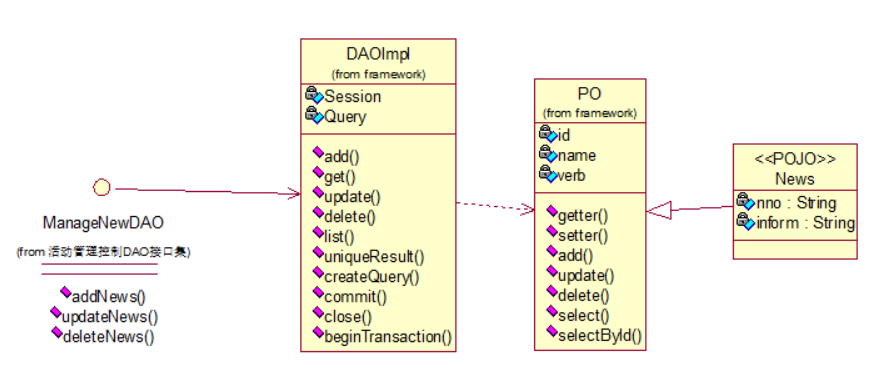 ManageNewDAO
(from 活动管理控制DAO接口集)
addNews()
updateNews()
deleteNews()
DAOImpl
(from framework)
Session
Query
add()
get()
update()
delete()
list()
uniqueResult()
createQuery()
commit()
close()
beginTransaction()
PO
(from framework)
id
name
verb
getter()
setter()
add()
update()
delete()
select()
selectById()
<<POJO>>
News
nno : String
inform : String